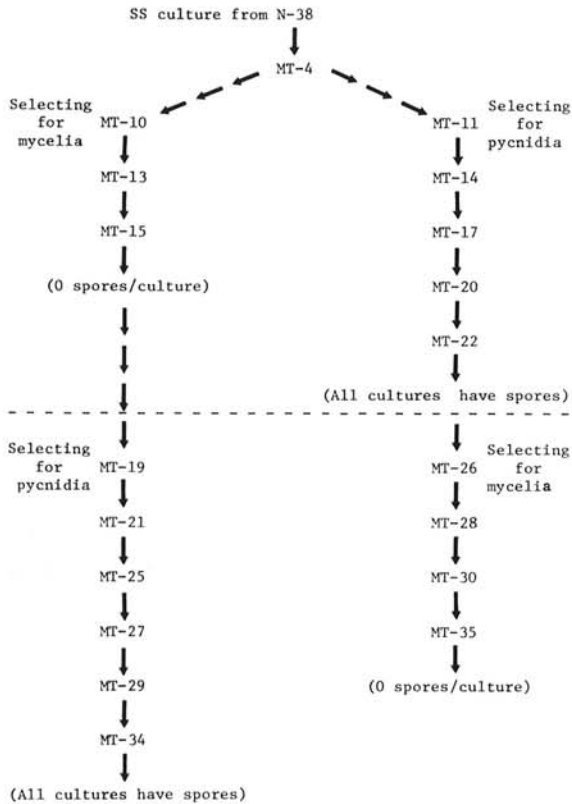 SS culture from N-38
MT-4
Selecting
for
mycelia
MT-10
MT-13
MT-15
(0 spores/culture)
MT-11
Selecting
for
pycnidia
MT-14
MT-17
MT-20
MT-22
(All cultures have spores)
Selecting
for
pycnidia
MT-19
MT-21
MT-25
MT-27
MT-29
MT-34
(All cultures have spores)
MT-26
Selecting
for
mycelia
MT-28
MT-30
MT-35
(0 spores/culture)